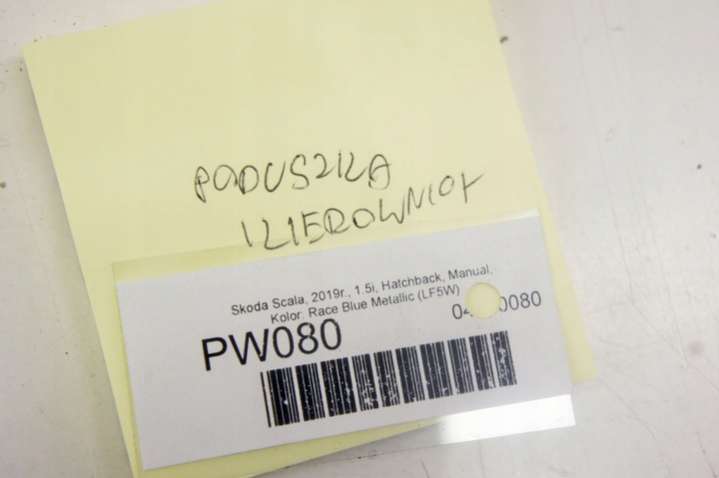 PODUSZKA
KIEROWNICY
Skoda Scala, 2019r., 1.5i, Hatchback, Manual,
Kolor: Race Blue Metallic (LF5W)
PW080